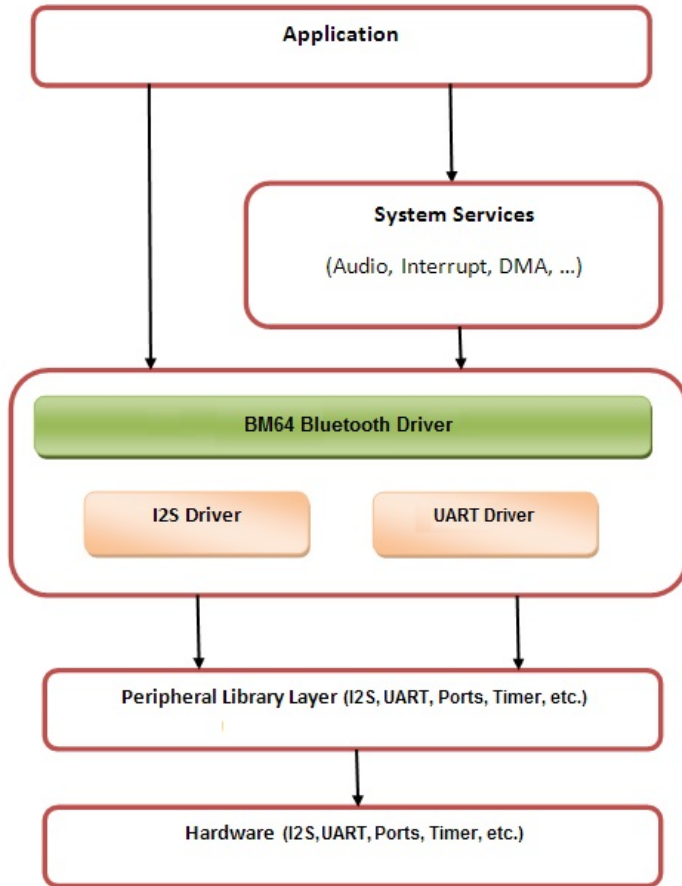 Application
System Services
(Audio, Interrupt, DMA, ...)
BM64 Bluetooth Driver
I2S Driver
UART Driver
Peripheral Library Layer (I2S, UART, Ports, Timer, etc.)
Hardware (I2S,UART, Ports, Timer, etc.)